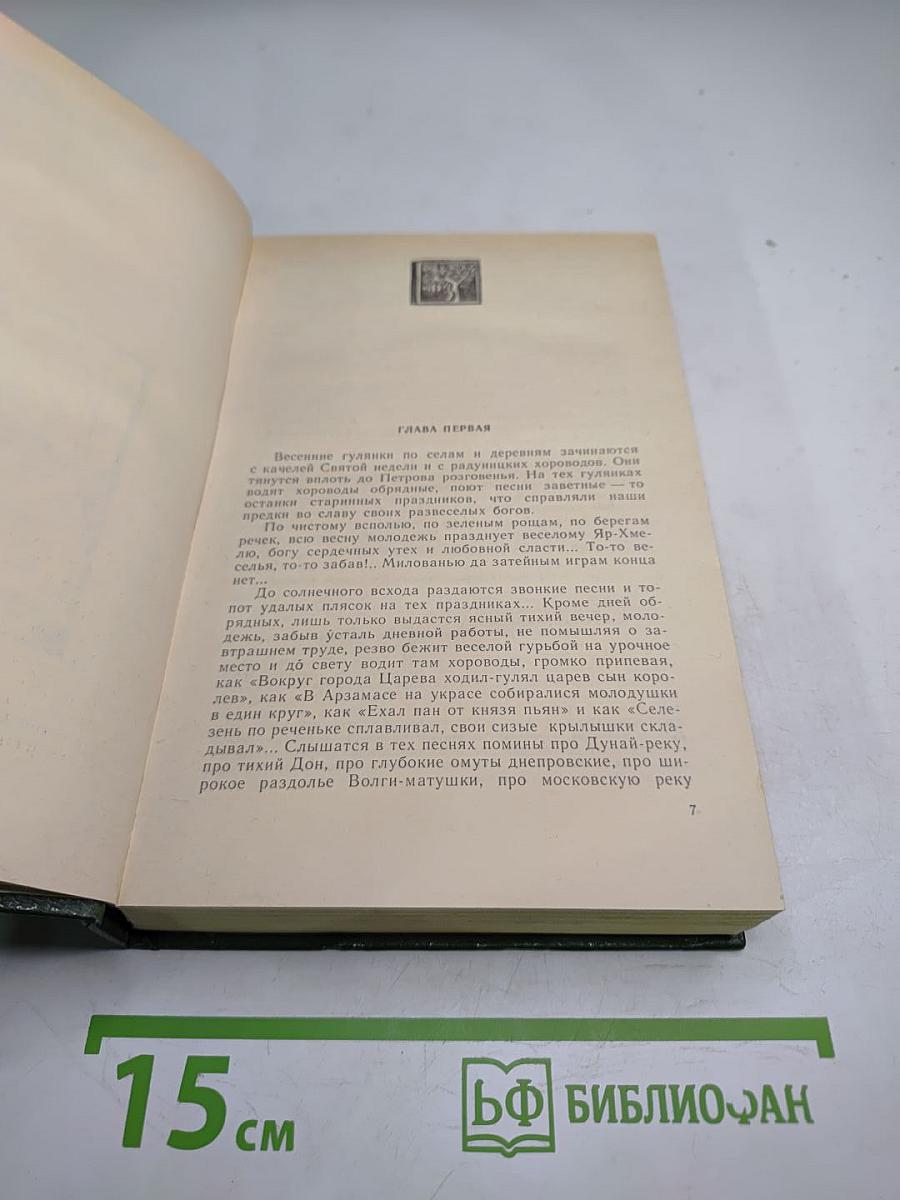 ГЛАВА ПЕРВАЯ
Весенние гулянки по селам и деревням зачинаются
с качелей Святой недели и с радуницких хороводов. Они
тянутся вплоть до Петрова розговенья. На тех гулянках
водят хороводы обрядные, поют песни заветные — то
останки старинных праздников, что справляли наши
предки во славу своих развеселых богов.
По чистому всполью, по зеленым рощам, по берегам
речек, всю весну молодежь празднует веселому Яр-Хме-
лю, богу сердечных утех и любовной сласти... То-то ве-
селья, то-то забав!.. Милованью да затейным играм конца
нет...
До солнечного всхода раздаются звонкие песни и то-
пот удалых плясок на тех праздниках... Кроме дней об-
рядных, лишь только выдастся ясный тихий вечер, моло-
дежь, забыв у́сталь дневной работы, не помышляя о за-
втрашнем труде, резво бежит веселой гурьбой на урочное
место и до́ свету водит там хороводы, громко припевая,
как «Вокруг города Царева ходил-гулял царев сын коро-
лев», как «В Арзамасе на украсе собиралися молодушки
в един круг», как «Ехал пан от князя пьян» и как «Селе-
зень по реченьке сплавливал, свои сизые крылышки скла-
дывал»... Слышатся в тех песнях помины про Дунай-реку,
про тихий Дон, про глубокие омуты днепровские, про ши-
рокое раздолье Волги-матушки, про московскую реку
7
15 см
БФ БИБЛИОФАН